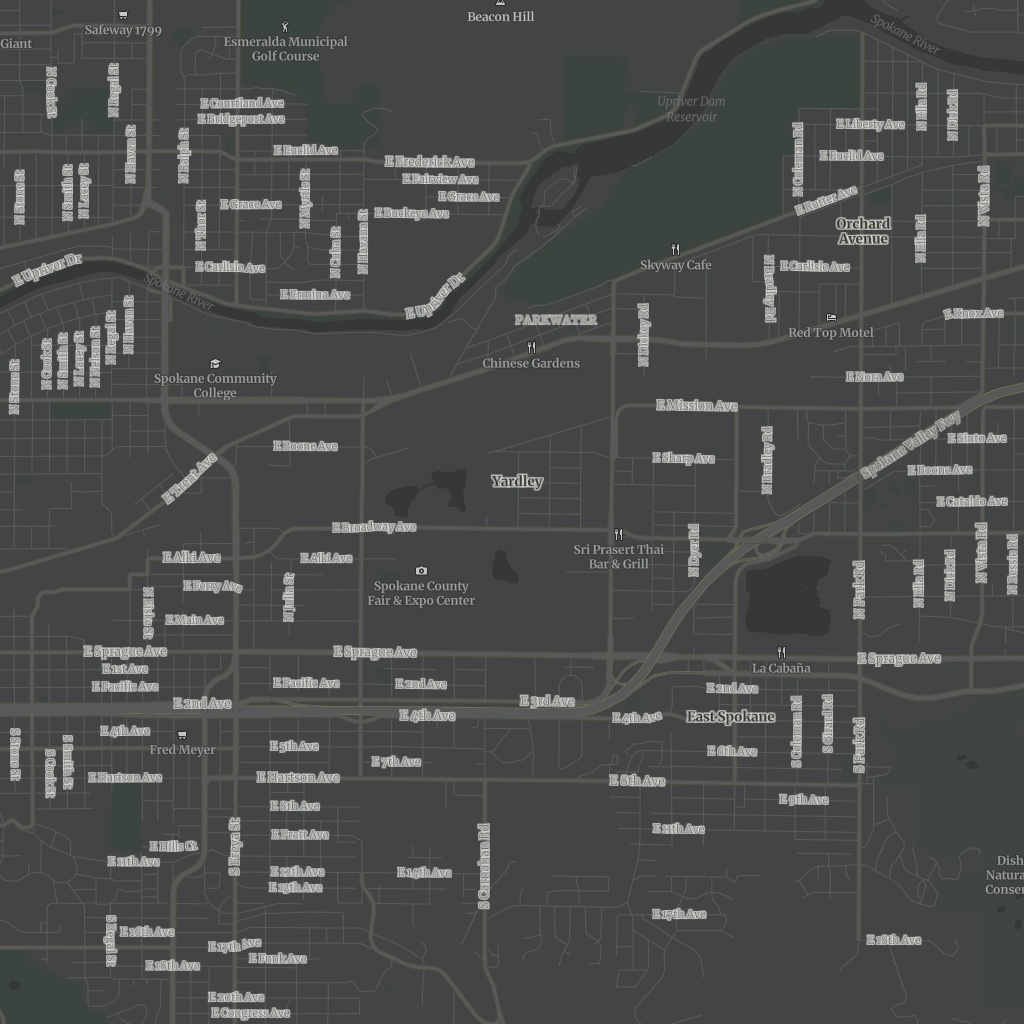 Beacon Hill
Safeway 1799
Giant
Esmeralda Municipal
Golf Course
Spokane River
N Cook St
N Regal St
E Courtland Ave
E Bridgeport Ave
Upriver Dam
Reservoir
N Ella Rd
N Dick Rd
E Liberty Ave
N Haven St
N Ralph St
E Euclid Ave
E Frederick Ave
N Coleman Rd
E Euclid Ave
N Stone St
N Smith St
N Lacey St
E Fairview Ave
N Myrtle St
E Grace Ave
E Rutter Ave
N Vista Rd
N Thor St
E Grace Ave
E Buckeye Ave
Orchard
Avenue
N Ella Rd
N Cuba St
N Havana St
E Upriver Dr
Spokane River
E Carlisle Ave
Skyway Cafe
N Bradley Rd
E Carlisle Ave
E Ermina Ave
E Upriver Dr
PARKWATER
E Knox Ave
N Haven St
N Regal St
N Cook St
N Smith St
N Lacey St
N Nelson St
N Stone St
N Dickey Rd
Red Top Motel
Chinese Gardens
Spokane Community
College
E Nora Ave
E Mission Ave
Spokane Valley Fwy
E Boone Ave
E Sinto Ave
E Sharp Ave
N Bradley Rd
E Boone Ave
E Trent Ave
Yardley
E Cataldo Ave
E Broadway Ave
N Dyer Rd
Sri Prasert Thai
Bar & Grill
E Alki Ave
E Alki Ave
N Vista Rd
N Bessie Rd
E Ferry Ave
N Julia St
Spokane County
Fair & Expo Center
N Park Rd
N Ella Rd
N Dick Rd
N Fiske St
E Main Ave
E Sprague Ave
E Sprague Ave
E Sprague Ave
E 1st Ave
La Cabaña
E Pacific Ave
E Pacific Ave
E 2nd Ave
E 2nd Ave
E 2nd Ave
E 3rd Ave
E 4th Ave
E 4th Ave
East Spokane
E 4th Ave
S Coleman Rd
S Girard Rd
S Park Rd
S Stone St
S Cook St
S Smith St
Fred Meyer
E 5th Ave
E 6th Ave
E 7th Ave
E Hartson Ave
E Hartson Ave
E 8th Ave
E 8th Ave
E 9th Ave
E Pratt Ave
E 11th Ave
E Hills Ct
S Freya St
E 11th Ave
S Carnahan Rd
Dish
Natura
Conser
E 12th Ave
E 13th Ave
E 14th Ave
E 17th Ave
S Regal St
E 16th Ave
E 17th Ave
E 18th Ave
E Funk Ave
E 18th Ave
E 20th Ave
E Congress Ave